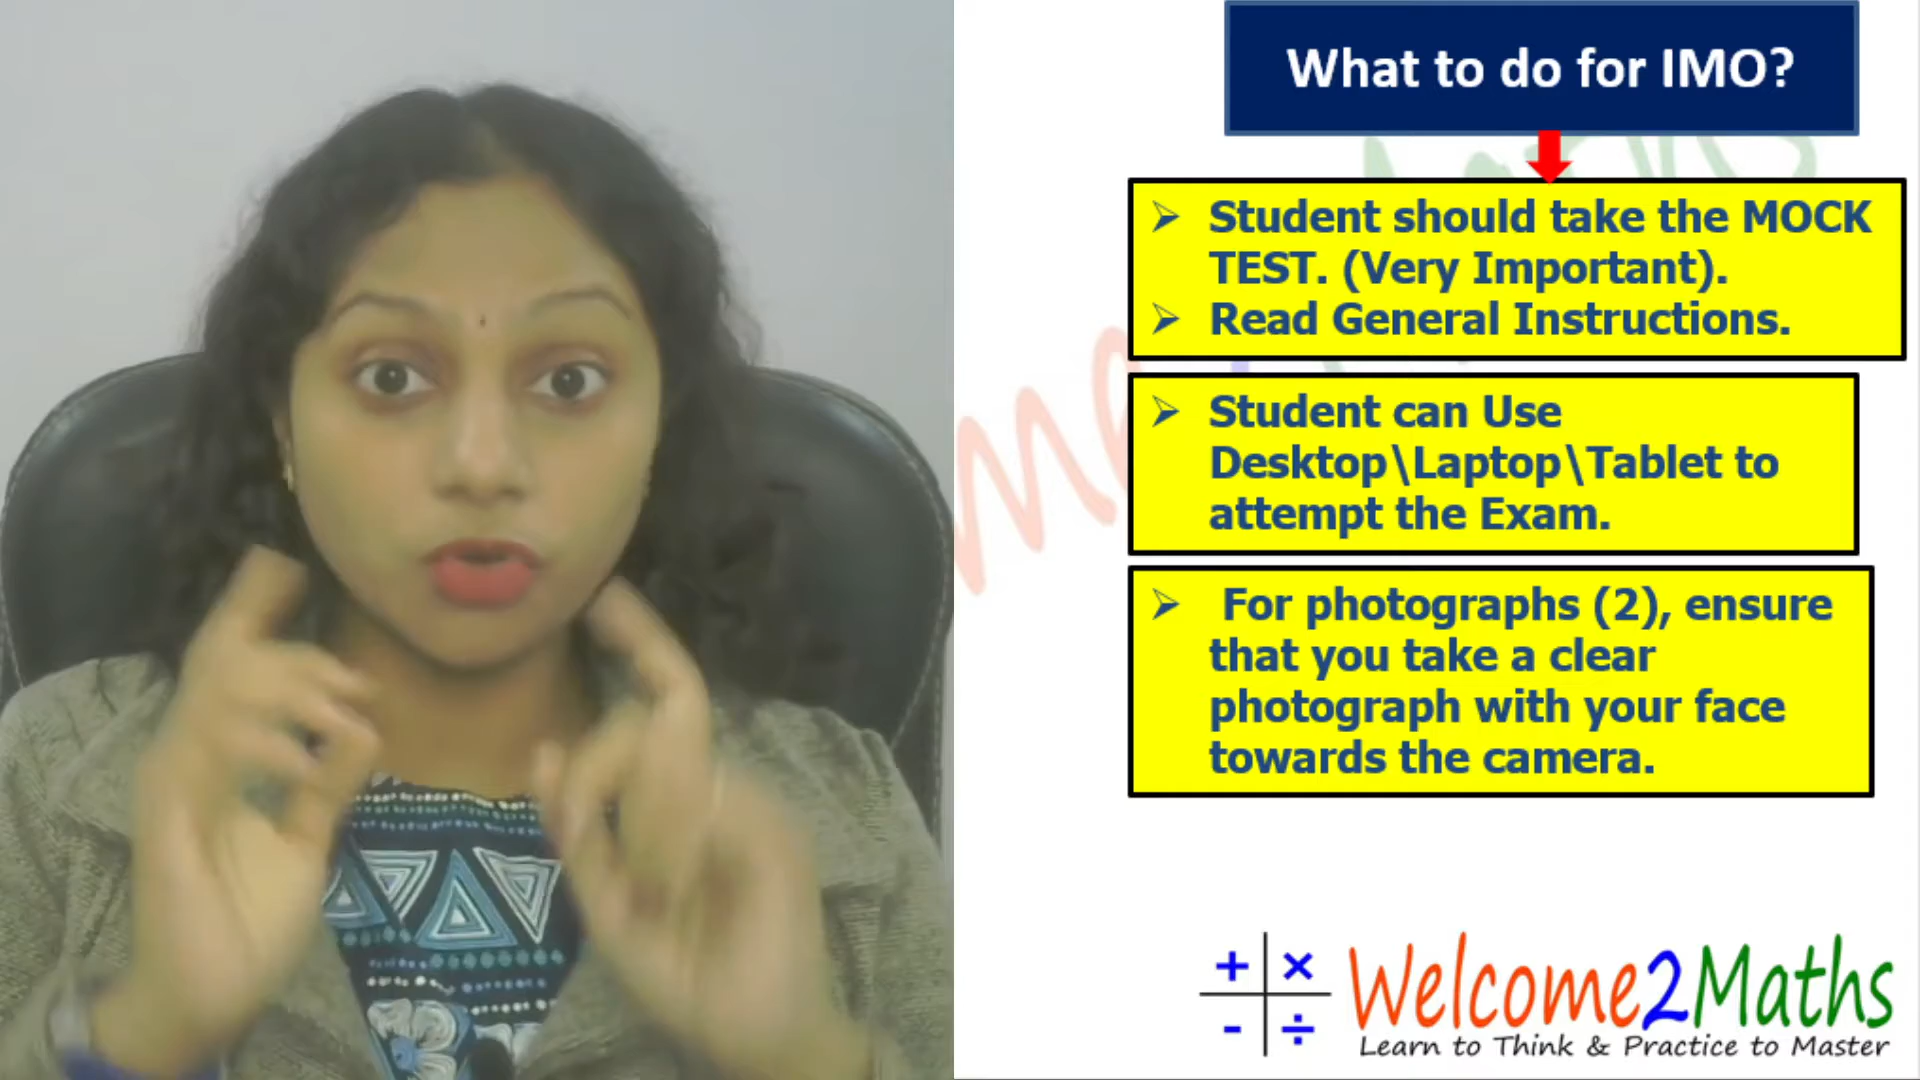 What to do for IMO?
➢ Student should take the MOCK
TEST. (Very Important).
➢ Read General Instructions.
➢ Student can Use
Desktop\Laptop\Tablet to
attempt the Exam.
➢ For photographs (2), ensure
that you take a clear
photograph with your face
towards the camera.
+ ×
- ÷
Welcome2Maths
Learn to Think & Practice to Master